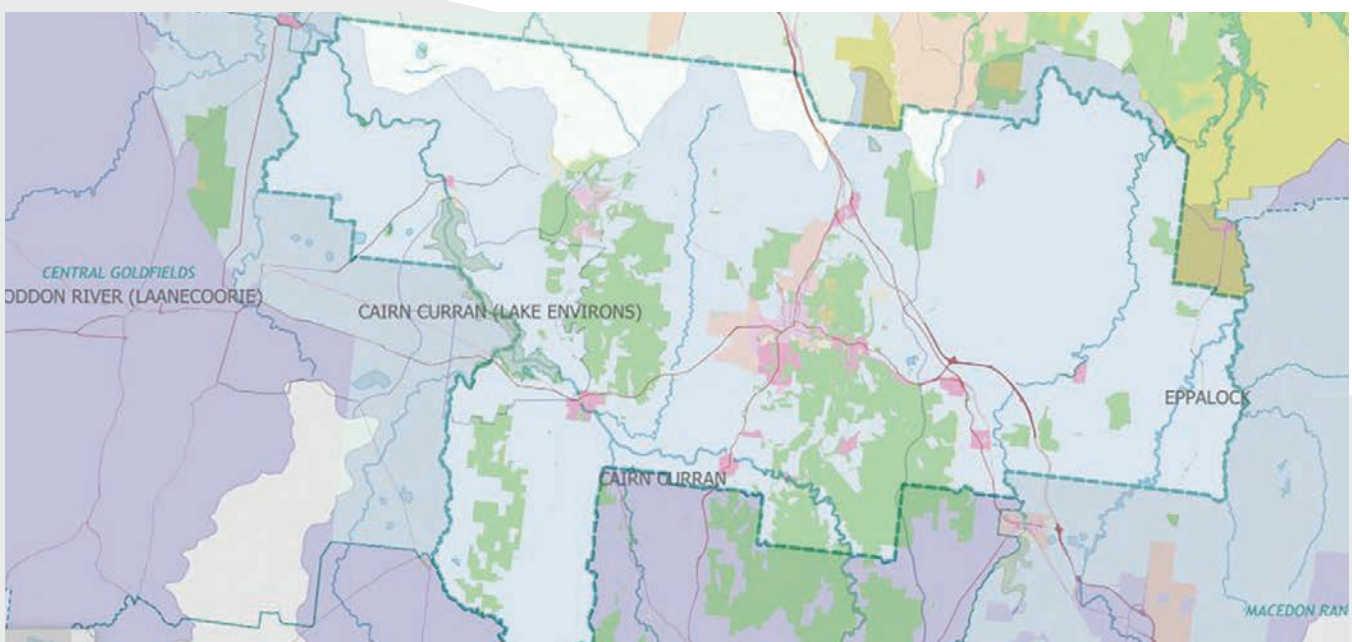 CENTRAL GOLDFIELDS
ODDON RIVER (LAANECOORIE)
CAIRN CURRAN (LAKE ENVIRONS)
EPPALOCK
CAIRN CURRAN
MACEDON RAN